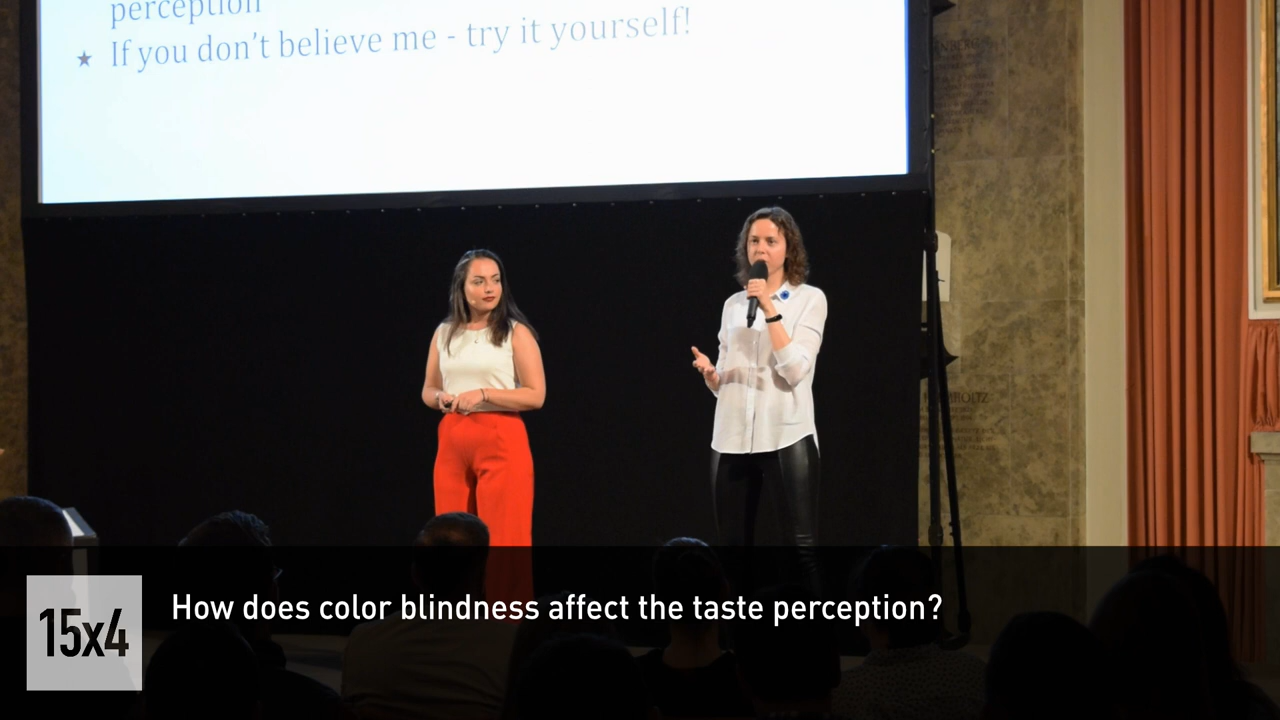 perception
★ If you don't believe me - try it yourself!
How does color blindness affect the taste perception?
15x4